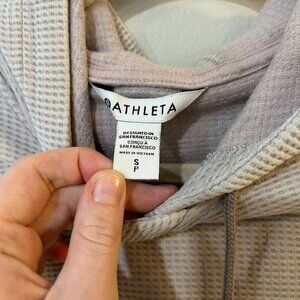 ATHLETA
DESIGNED IN
SAN FRANCISCO
CONÇU À
SAN FRANCISCO
MADE IN VIETNAM
S
P